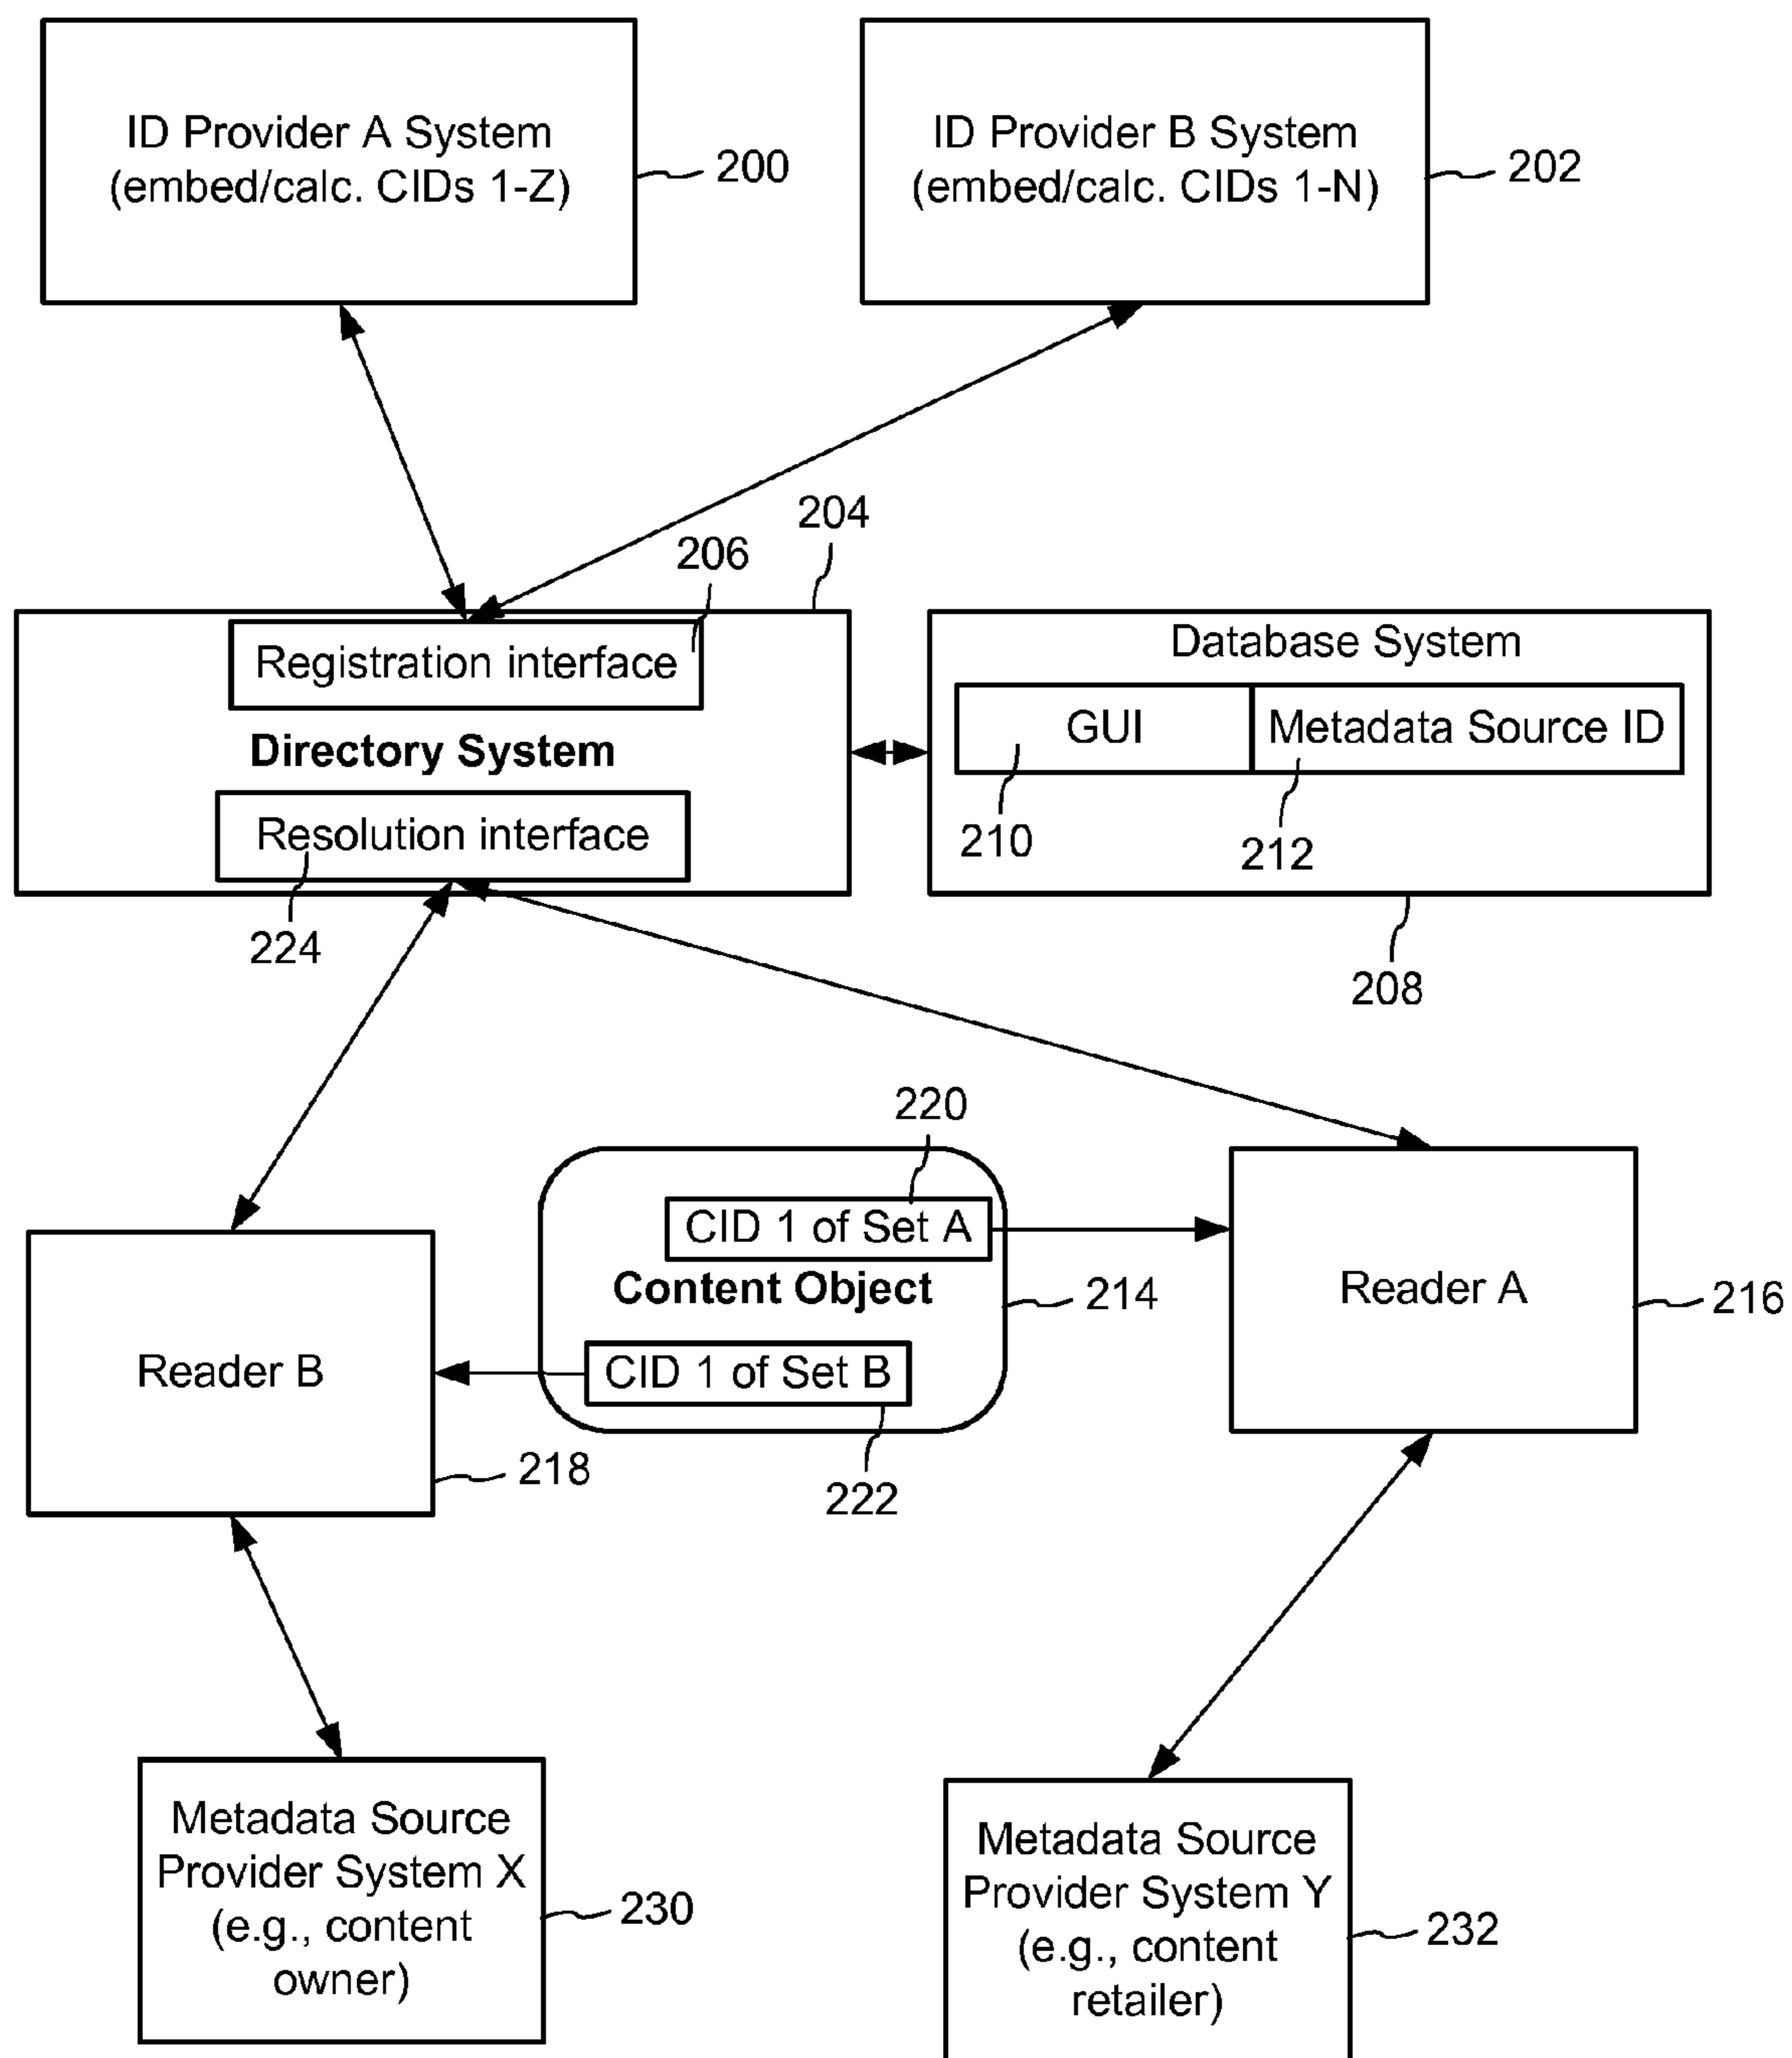 ID Provider A System
(embed/calc. CIDs 1-Z)
200
ID Provider B System
(embed/calc. CIDs 1-N)
202
204
206
Registration interface
Directory System
Resolution interface
224
Database System
GUI
Metadata Source ID
210
212
208
220
CID 1 of Set A
Content Object
214
CID 1 of Set B
222
Reader A
216
Reader B
218
Metadata Source
Provider System X
(e.g., content
owner)
230
Metadata Source
Provider System Y
(e.g., content
retailer)
232